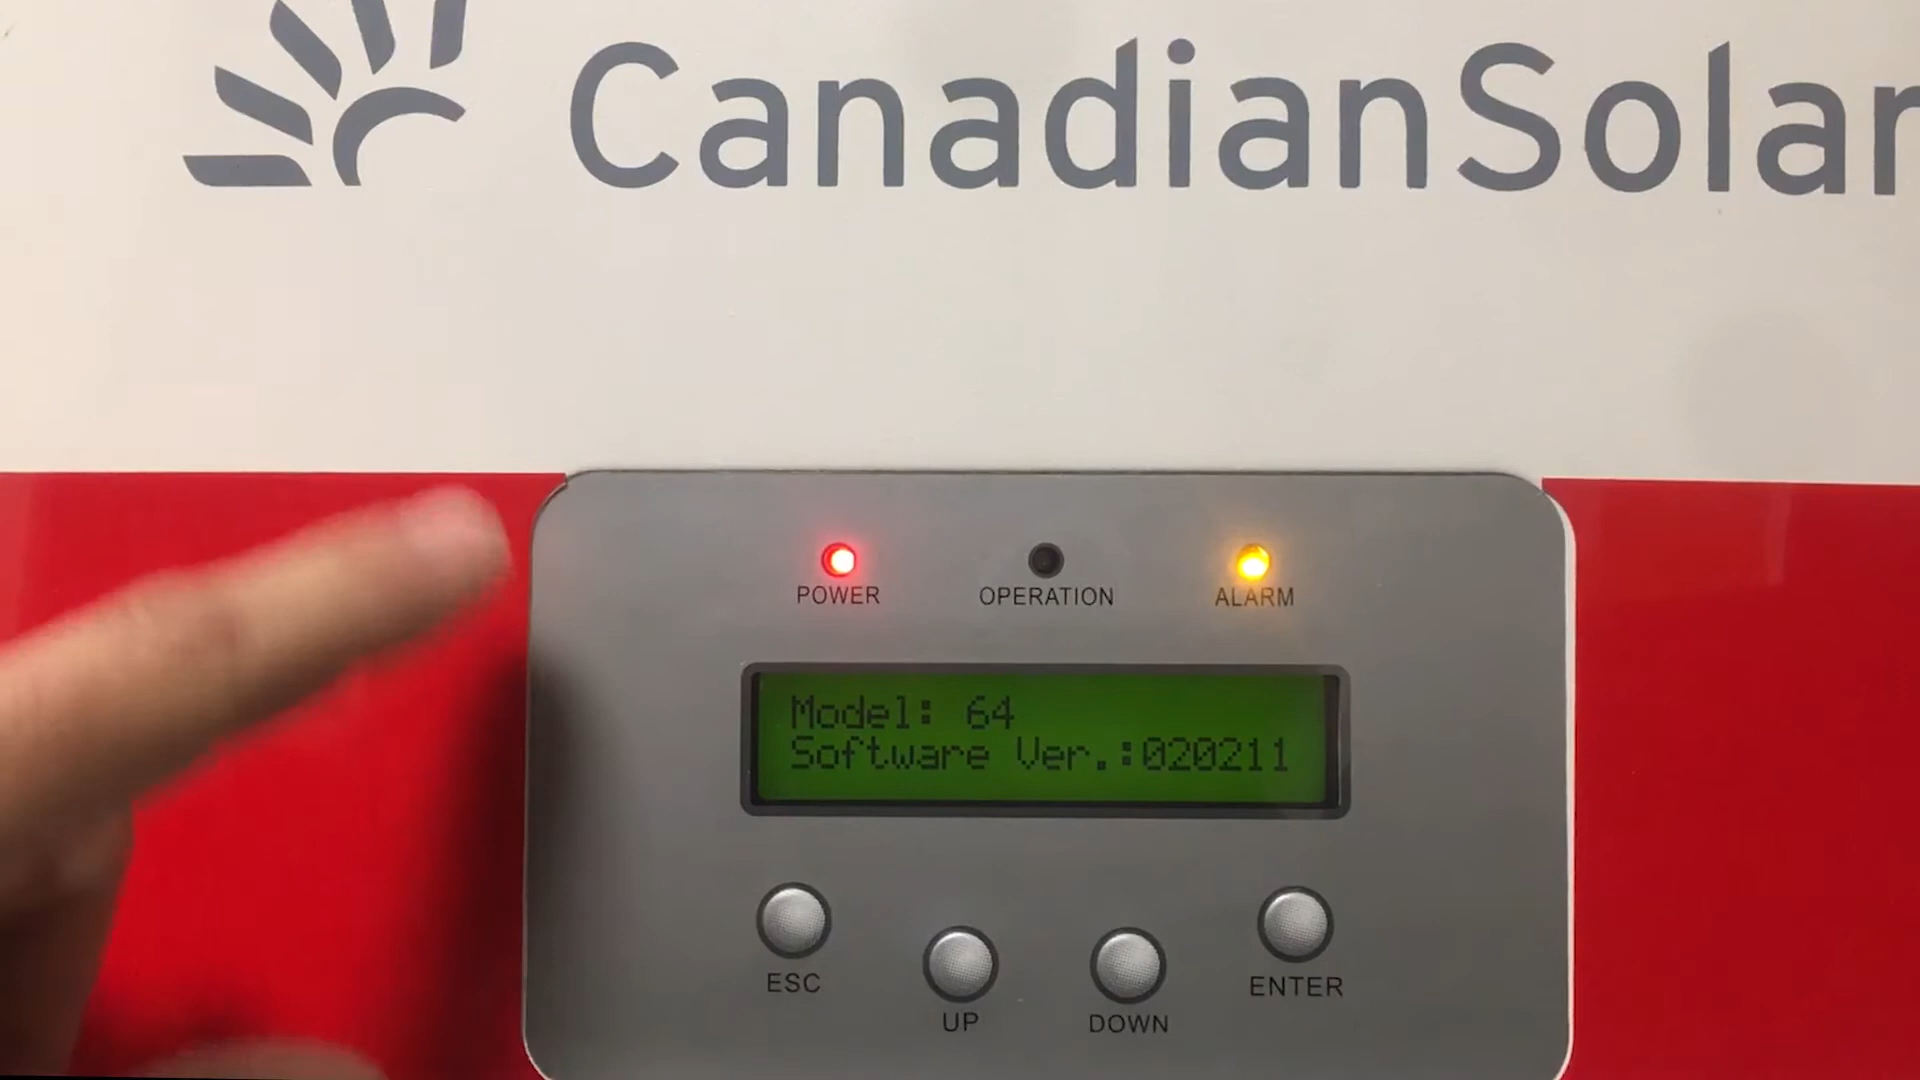 CanadianSolar
POWER
OPERATION
ALARM
Model: 64
Software Ver.:020211
ESC
UP
DOWN
ENTER